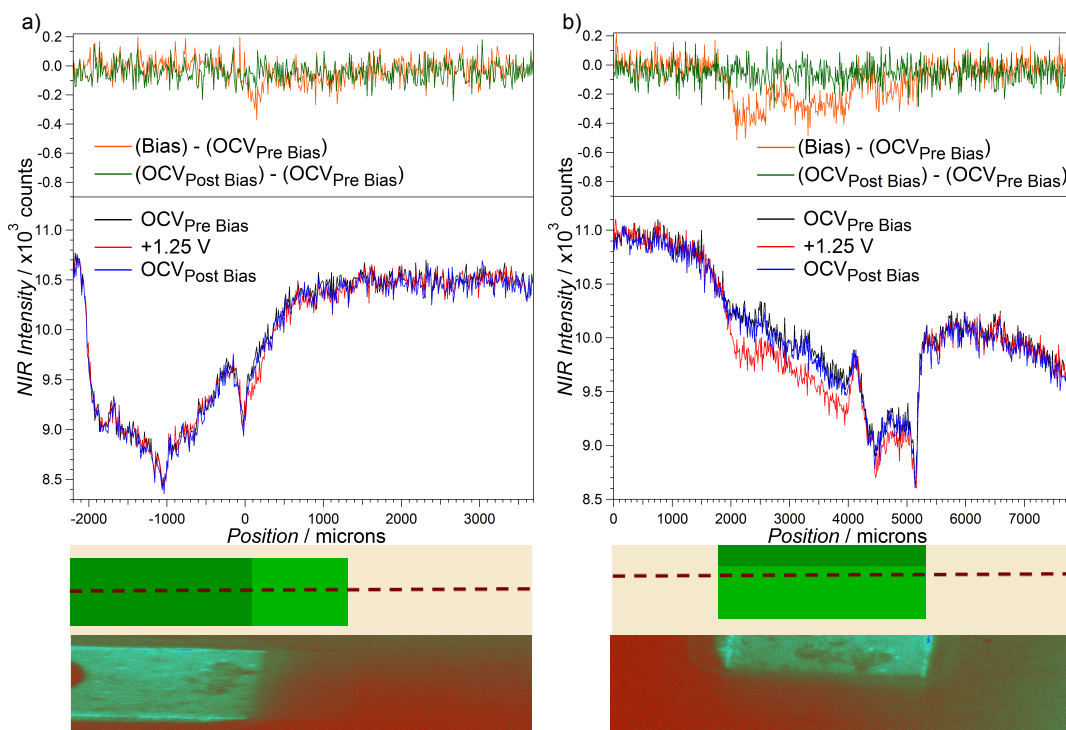 a)
0.2
0.0
-0.2
-0.4
-0.6
-0.8
(Bias) - (OCVPre Bias)
(OCVPost Bias) - (OCVPre Bias)
OCVPre Bias
+1.25 V
OCVPost Bias
11.0
10.5
10.0
9.5
9.0
8.5
NIR Intensity / x10³ counts
-2000 -1000 0 1000 2000 3000
Position / microns
b)
0.2
0.0
-0.2
-0.4
-0.6
-0.8
(Bias) - (OCVPre Bias)
(OCVPost Bias) - (OCVPre Bias)
OCVPre Bias
+1.25 V
OCVPost Bias
11.0
10.5
10.0
9.5
9.0
8.5
NIR Intensity / x10³ counts
0 1000 2000 3000 4000 5000 6000 7000
Position / microns